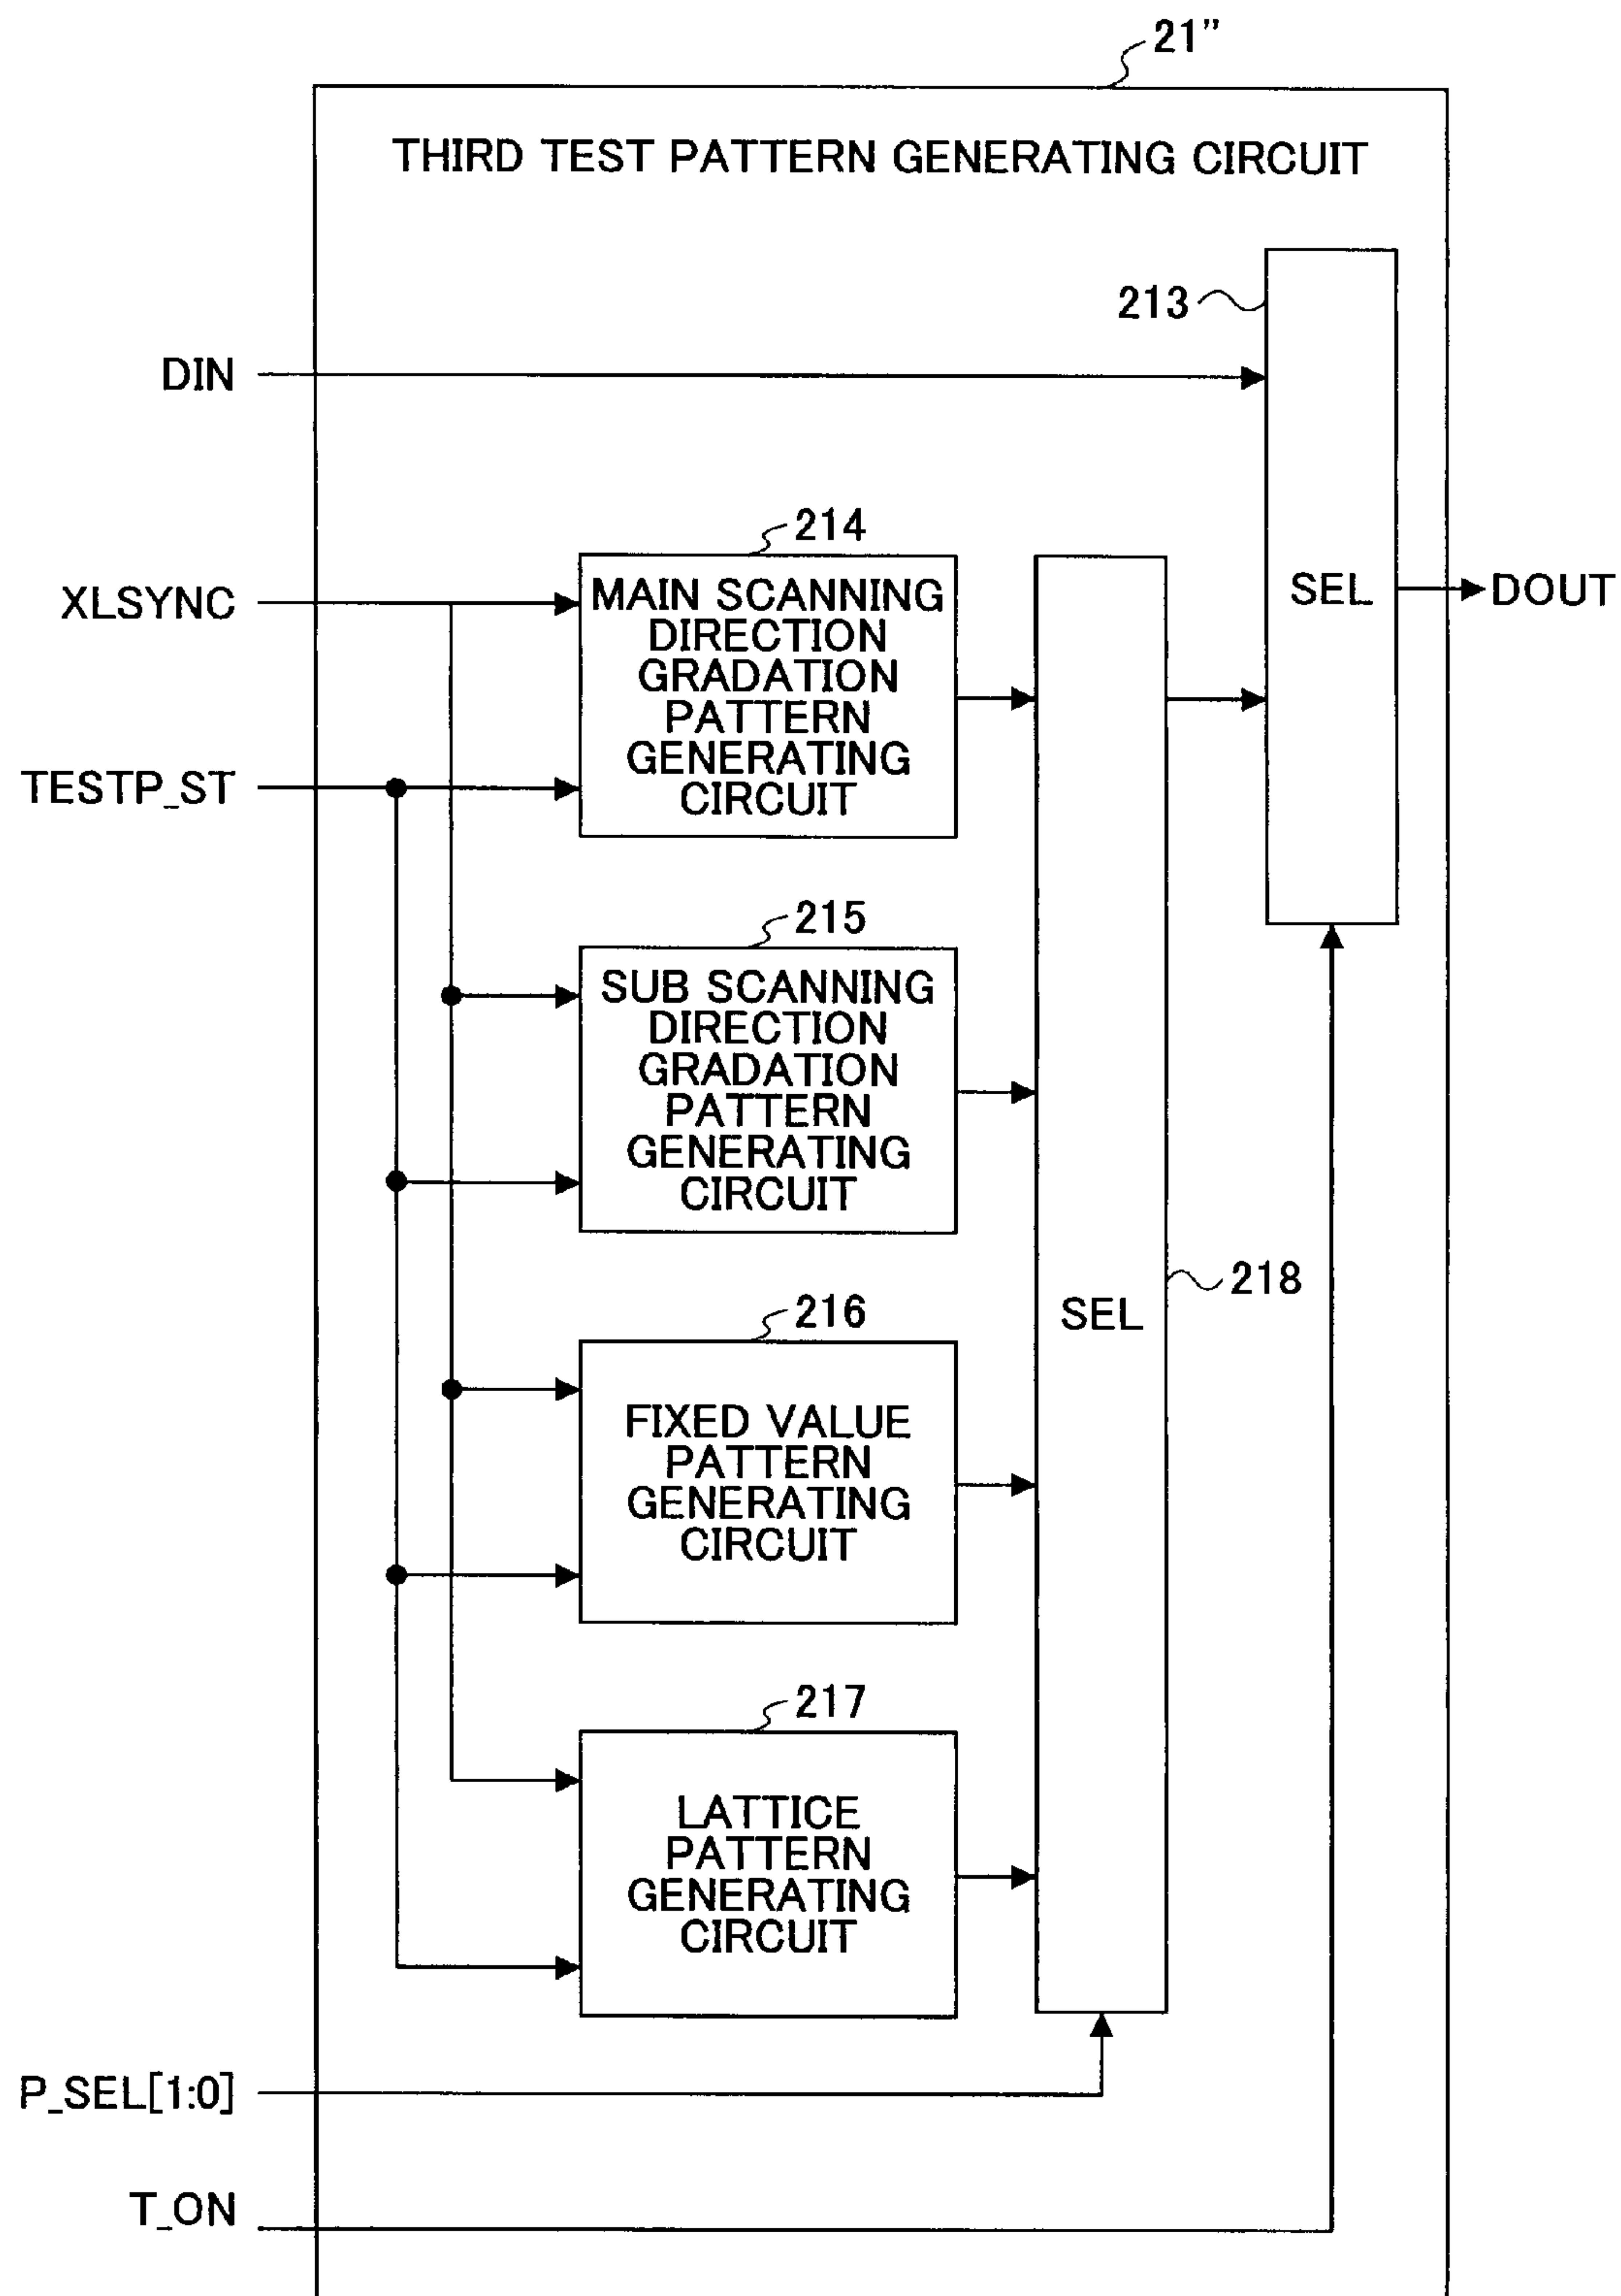 21”
THIRD TEST PATTERN GENERATING CIRCUIT
213
DIN
214
XLSYNC
MAIN SCANNING
DIRECTION
GRADATION
PATTERN
GENERATING
CIRCUIT
SEL
DOUT
TESTP_ST
215
SUB SCANNING
DIRECTION
GRADATION
PATTERN
GENERATING
CIRCUIT
218
SEL
216
FIXED VALUE
PATTERN
GENERATING
CIRCUIT
217
LATTICE
PATTERN
GENERATING
CIRCUIT
P_SEL[1:0]
T_ON